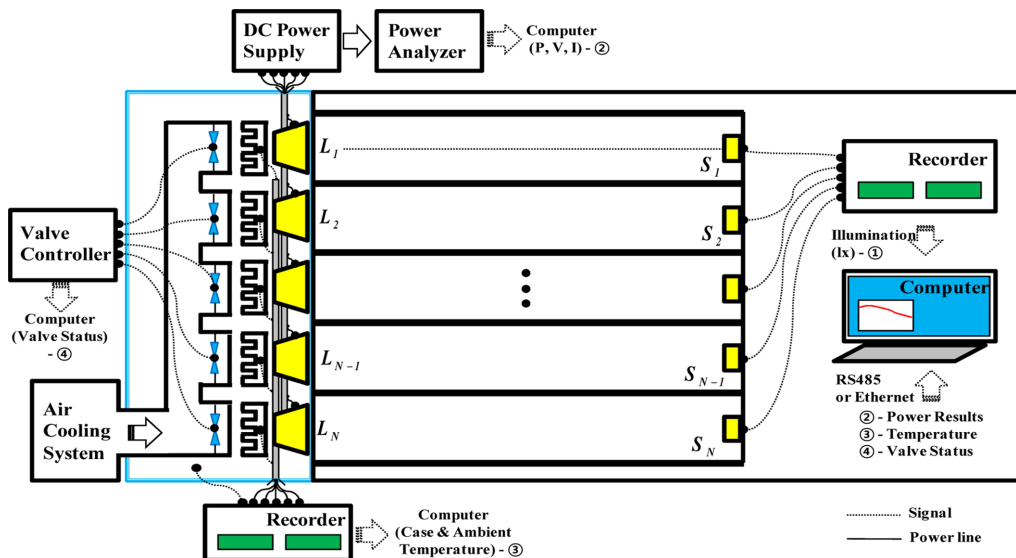 DC Power
Supply
Power
Analyzer
Computer
(P, V, I) - ②
L1
S1
Recorder
L2
S2
Valve
Controller
Illumination
(lx) - ①
Computer
Computer
(Valve Status)
- ④
LN−1
SN−1
RS485
or Ethernet
② - Power Results
③ - Temperature
④ - Valve Status
Air
Cooling
System
LN
SN
Recorder
Computer
(Case & Ambient
Temperature) - ③
Signal
Power line